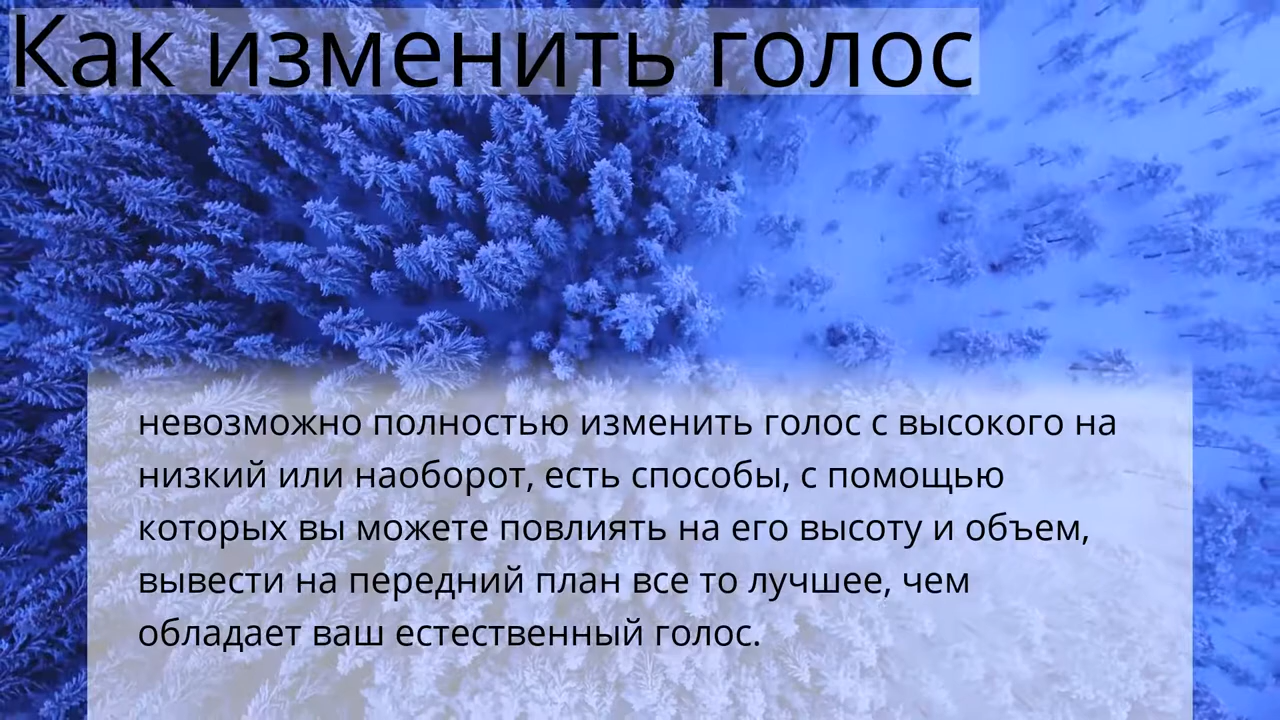 Как изменить голос
невозможно полностью изменить голос с высокого на
низкий или наоборот, есть способы, с помощью
которых вы можете повлиять на его высоту и объем,
вывести на передний план все то лучшее, чем
обладает ваш естественный голос.